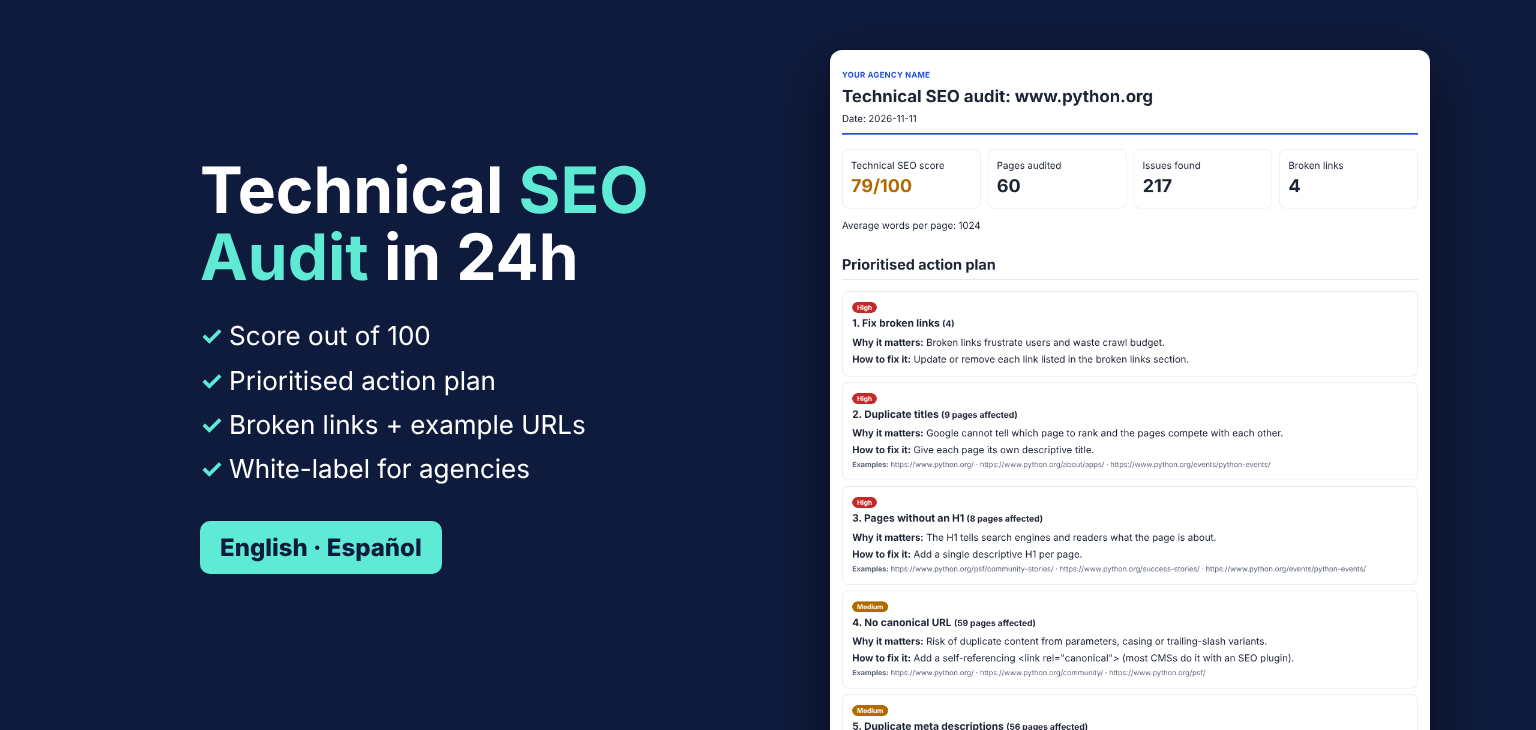 Technical SEO
Audit in 24h
✓ Score out of 100
✓ Prioritised action plan
✓ Broken links + example URLs
✓ White-label for agencies
English · Español
YOUR AGENCY NAME
Technical SEO audit: www.python.org
Date: 2026-11-11
Technical SEO score
79/100
Pages audited
60
Issues found
217
Broken links
4
Average words per page: 1024
Prioritised action plan
High
1. Fix broken links (4)
Why it matters: Broken links frustrate users and waste crawl budget.
How to fix it: Update or remove each link listed in the broken links section.
High
2. Duplicate titles (9 pages affected)
Why it matters: Google cannot tell which page to rank and the pages compete with each other.
How to fix it: Give each page its own descriptive title.
Examples: https://www.python.org/ · https://www.python.org/about/apps/ · https://www.python.org/events/python-events/
High
3. Pages without an H1 (8 pages affected)
Why it matters: The H1 tells search engines and readers what the page is about.
How to fix it: Add a single descriptive H1 per page.
Examples: https://www.python.org/psf/community-stories/ · https://www.python.org/success-stories/ · https://www.python.org/events/python-events/
Medium
4. No canonical URL (59 pages affected)
Why it matters: Risk of duplicate content from parameters, casing or trailing-slash variants.
How to fix it: Add a self-referencing <link rel="canonical"> (most CMSs do it with an SEO plugin).
Examples: https://www.python.org/ · https://www.python.org/community/ · https://www.python.org/psf/
Medium
5. Duplicate meta descriptions (56 pages affected)